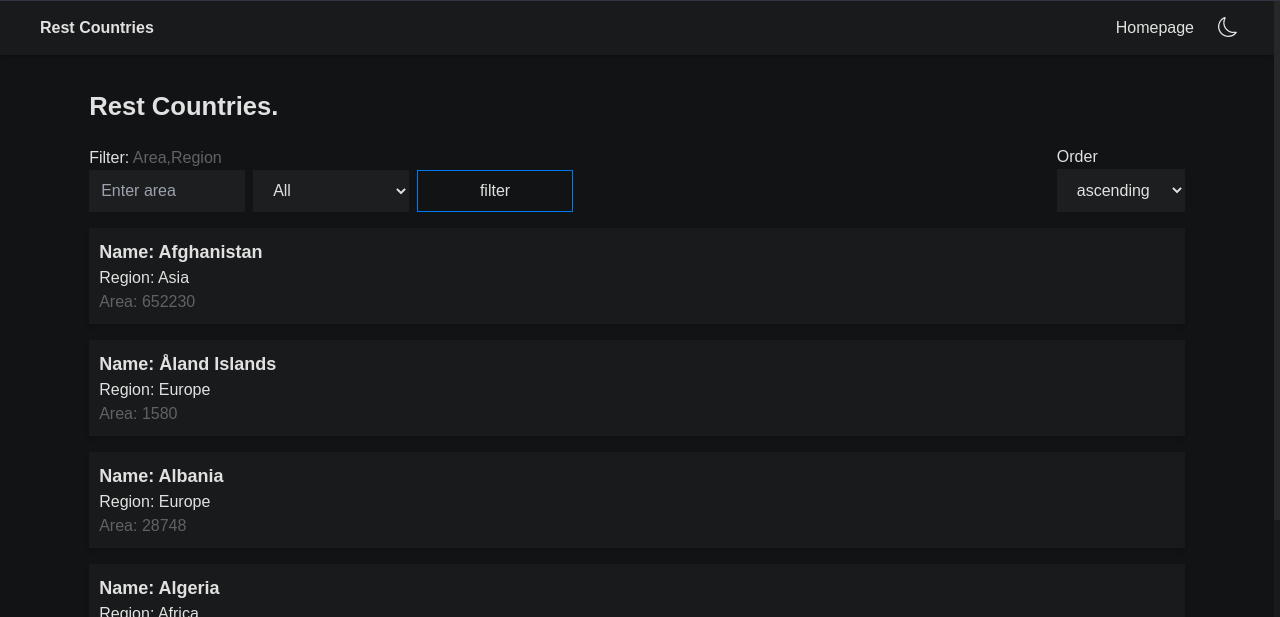 Rest Countries
Homepage
Rest Countries.
Filter: Area,Region
Order
Enter area
All
filter
ascending
Name: Afghanistan
Region: Asia
Area: 652230
Name: Åland Islands
Region: Europe
Area: 1580
Name: Albania
Region: Europe
Area: 28748
Name: Algeria
Region: Africa